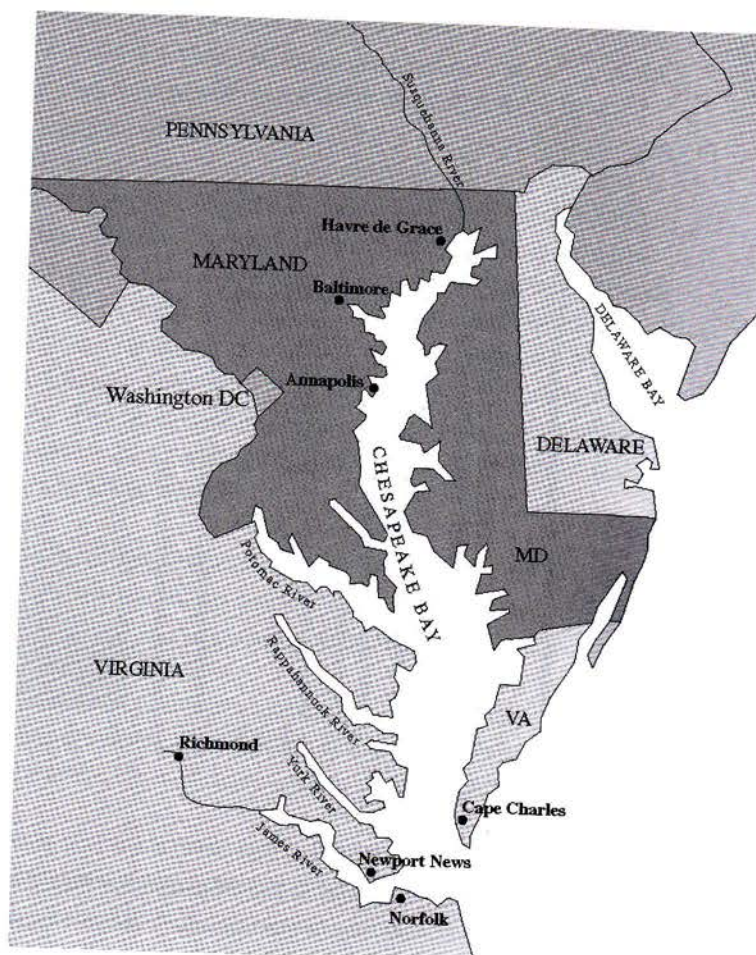 Susquehanna River
PENNSYLVANIA
Havre de Grace
MARYLAND
Baltimore
DELAWARE BAY
Annapolis
Washington DC
DELAWARE
CHESAPEAKE BAY
MD
Potomac River
Rappahannock River
VIRGINIA
VA
Richmond
York River
Cape Charles
James River
Newport News
Norfolk